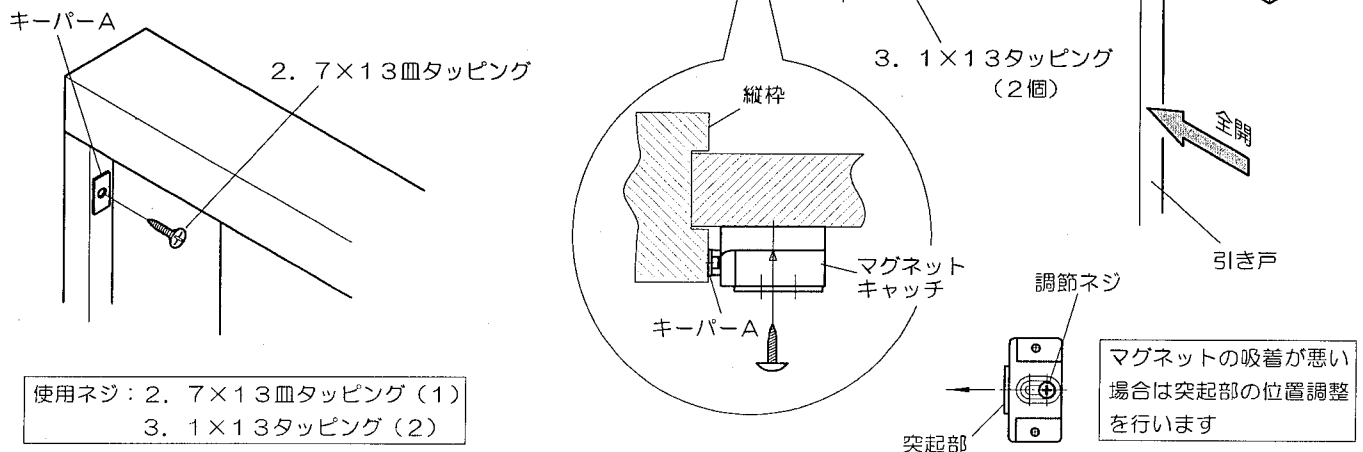 キーパーA
2. 7×13皿タッピング
使用ネジ：2. 7×13皿タッピング（1）
3. 1×13タッピング（2）
3. 1×13タッピング
（2個）
縦枠
マグネット
キャッチ
キーパーA
全開
引き戸
調節ネジ
突起部
マグネットの吸着が悪い
場合は突起部の位置調整
を行います